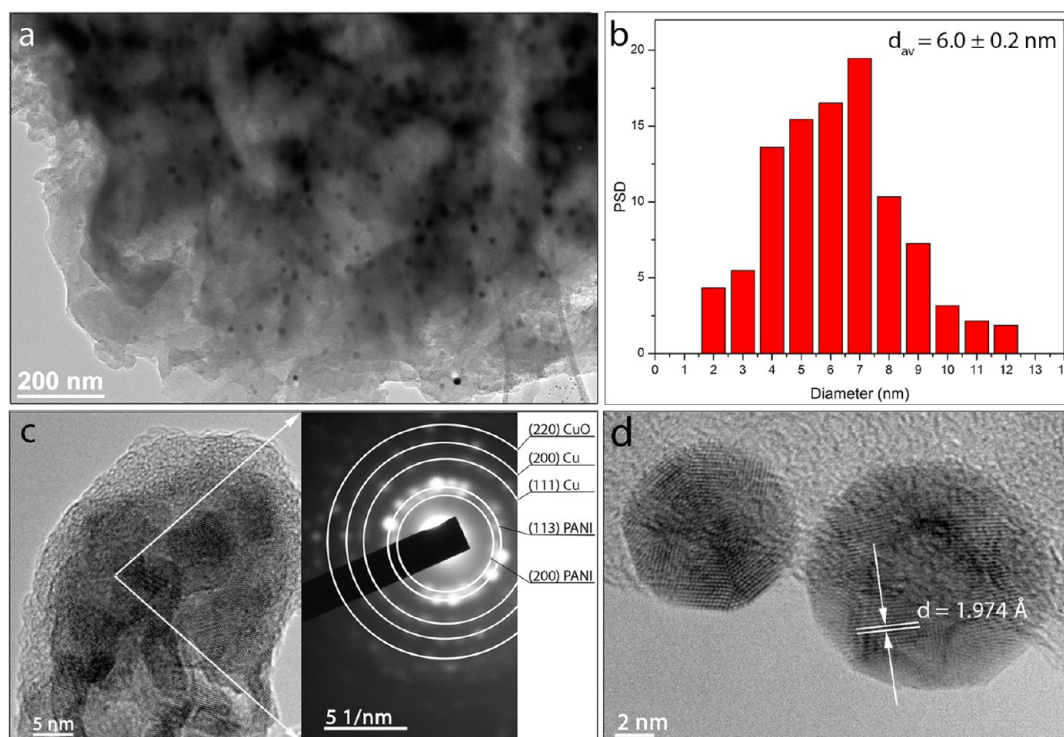 a
200 nm
b
d_av = 6.0 ± 0.2 nm
20
15
10
5
0
PSD
0 1 2 3 4 5 6 7 8 9 10 11 12 13 1
Diameter (nm)
c
5 nm
(220) CuO
(200) Cu
(111) Cu
(113) PANI
(200) PANI
5 1/nm
d
d = 1.974 Å
2 nm